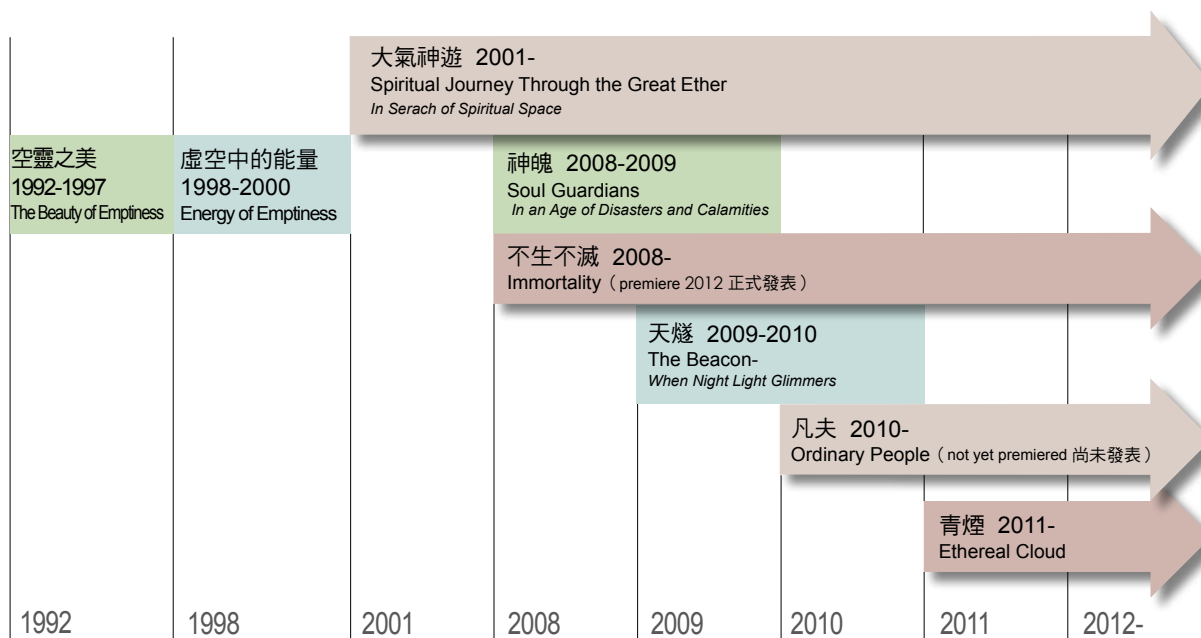 大氣神遊 2001-
Spiritual Journey Through the Great Ether
In Serach of Spiritual Space
空靈之美
1992-1997
The Beauty of Emptiness
虛空中的能量
1998-2000
Energy of Emptiness
神魄 2008-2009
Soul Guardians
In an Age of Disasters and Calamities
不生不滅 2008-
Immortality（premiere 2012 正式發表）
天燧 2009-2010
The Beacon-
When Night Light Glimmers
凡夫 2010-
Ordinary People（not yet premiered 尚未發表）
青煙 2011-
Ethereal Cloud
1992 1998 2001 2008 2009 2010 2011 2012-